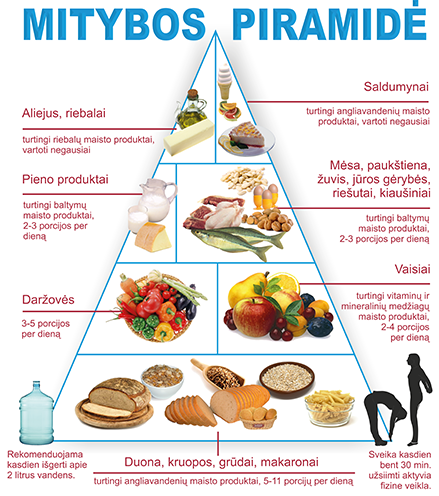 MITYBOS PIRAMIDĖ
Aliejus, riebalai
turtingi riebalų maisto produktai,
vartoti negausiai
Saldumynai
turtingi angliavandenių maisto
produktai, vartoti negausiai
Pieno produktai
turtingi baltymų
maisto produktai,
2-3 porcijos per
dieną
Mėsa, paukštiena,
žuvis, jūros gėrybės,
riešutai, kiaušiniai
turtingi baltymų
maisto produktai,
2-3 porcijos per dieną
Daržovės
3-5 porcijos
per dieną
Vaisiai
turtingi vitaminų ir
mineralinių medžiagų
maisto produktai,
2-4 porcijos
per dieną
Rekomenduojama
kasdien išgerti apie
2 litrus vandens.
Duona, kruopos, grūdai, makaronai
turtingi angliavandenių maisto produktai, 5-11 porcijų per dieną
Sveika kasdien
bent 30 min.
užsiimti aktyvia
fizine veikla.